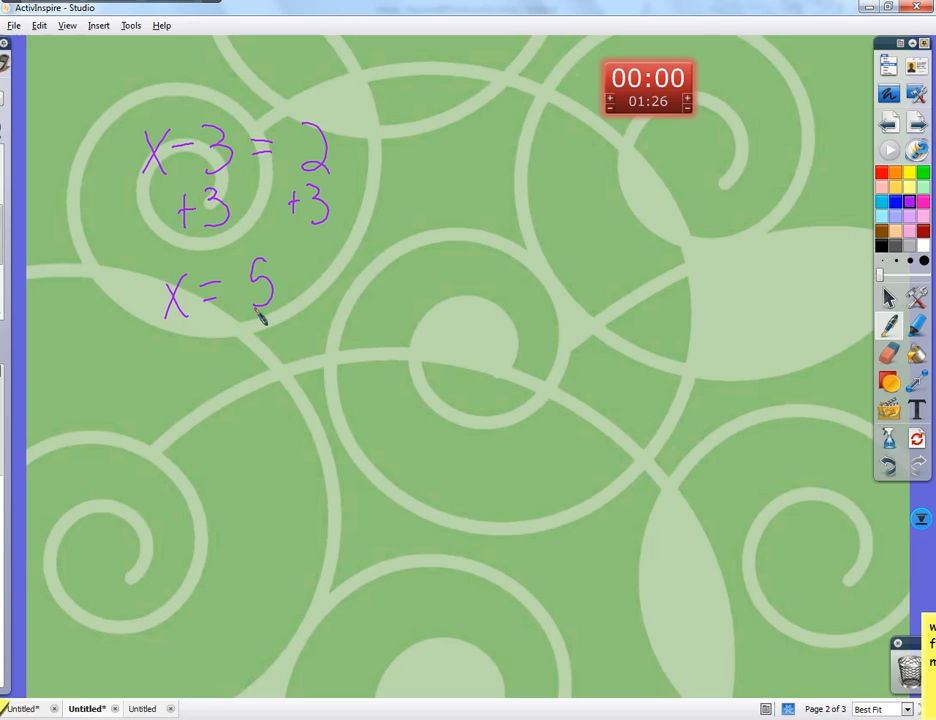 ActivInspire - Studio
File Edit View Insert Tools Help
00:00
01:26
x - 3 = 2
+3 +3
x = 5
w
f
m
Untitled* Untitled* Untitled Page 2 of 3 Best Fit